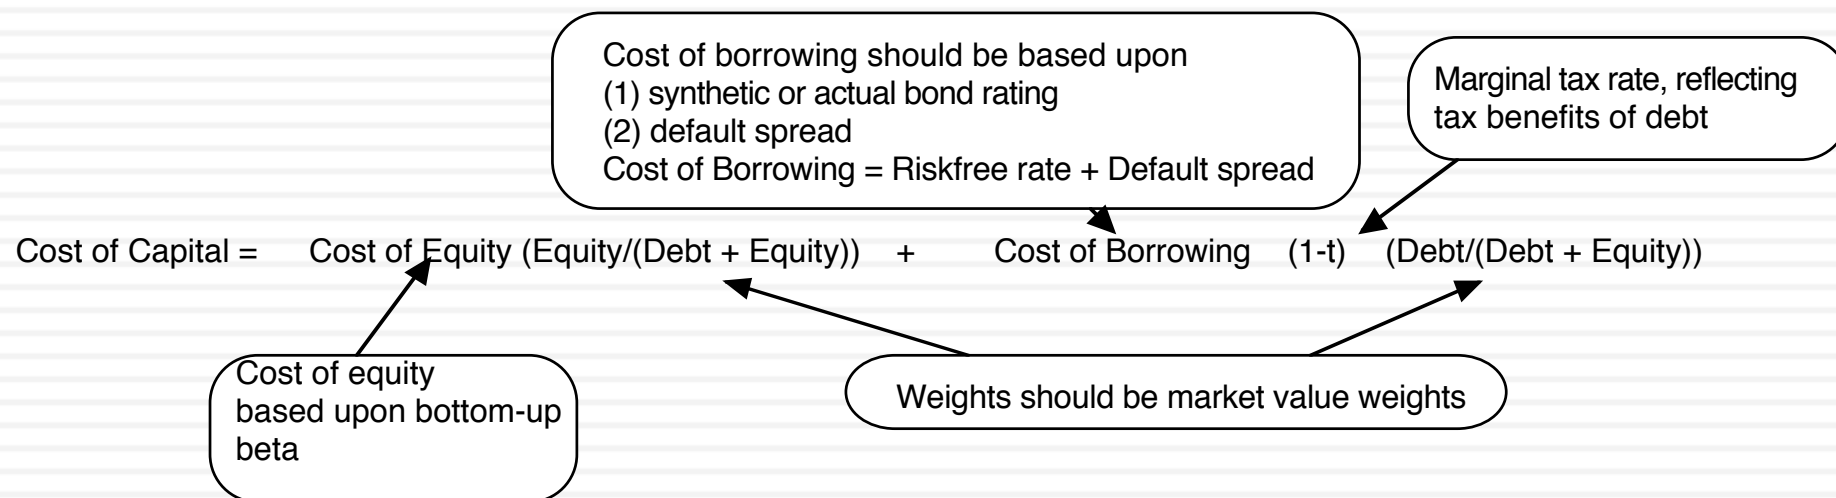 Cost of borrowing should be based upon
(1) synthetic or actual bond rating
(2) default spread
Cost of Borrowing = Riskfree rate + Default spread
Marginal tax rate, reflecting
tax benefits of debt
Cost of Capital = Cost of Equity (Equity/(Debt + Equity)) + Cost of Borrowing (1-t) (Debt/(Debt + Equity))
Cost of equity
based upon bottom-up
beta
Weights should be market value weights